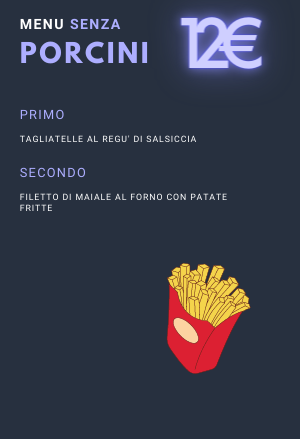 MENU SENZA
PORCINI
12€
PRIMO
TAGLIATELLE AL REGU' DI SALSICCIA
SECONDO
FILETTO DI MAIALE AL FORNO CON PATATE
FRITTE